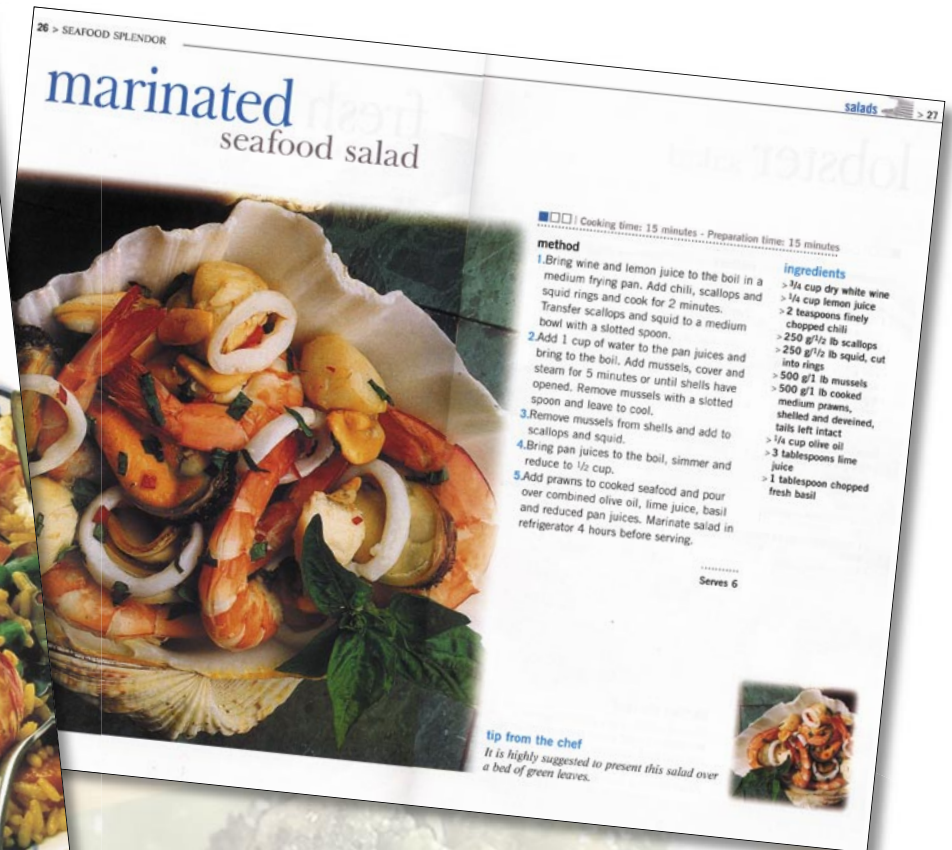 26 > SEAFOOD SPLENDOR
marinated
seafood salad
salads > 27
Cooking time: 15 minutes - Preparation time: 15 minutes
method
1.Bring wine and lemon juice to the boil in a
medium frying pan. Add chili, scallops and
squid rings and cook for 2 minutes.
Transfer scallops and squid to a medium
bowl with a slotted spoon.
2.Add 1 cup of water to the pan juices and
bring to the boil. Add mussels, cover and
steam for 5 minutes or until shells have
opened. Remove mussels with a slotted
spoon and leave to cool.
3.Remove mussels from shells and add to
scallops and squid.
4.Bring pan juices to the boil, simmer and
reduce to 1/2 cup.
5.Add prawns to cooked seafood and pour
over combined olive oil, lime juice, basil
and reduced pan juices. Marinate salad in
refrigerator 4 hours before serving.
Serves 6
ingredients
> 3/4 cup dry white wine
> 1/4 cup lemon juice
> 2 teaspoons finely
chopped chili
> 250 g/1/2 lb scallops
> 250 g/1/2 lb squid, cut
into rings
> 500 g/1 lb mussels
> 500 g/1 lb cooked
medium prawns,
shelled and deveined,
tails left intact
> 1/4 cup olive oil
> 3 tablespoons lime
juice
> 1 tablespoon chopped
fresh basil
tip from the chef
It is highly suggested to present this salad over
a bed of green leaves.
fresh
lobster